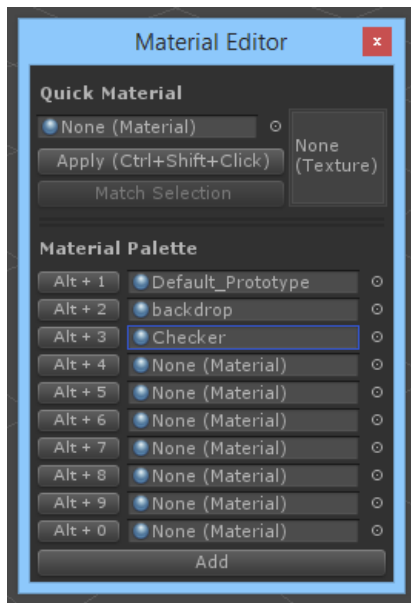 Material Editor
x
Quick Material
None (Material)
None
(Texture)
Apply (Ctrl+Shift+Click)
Match Selection
Material Palette
Alt + 1 Default_Prototype
Alt + 2 backdrop
Alt + 3 Checker
Alt + 4 None (Material)
Alt + 5 None (Material)
Alt + 6 None (Material)
Alt + 7 None (Material)
Alt + 8 None (Material)
Alt + 9 None (Material)
Alt + 0 None (Material)
Add